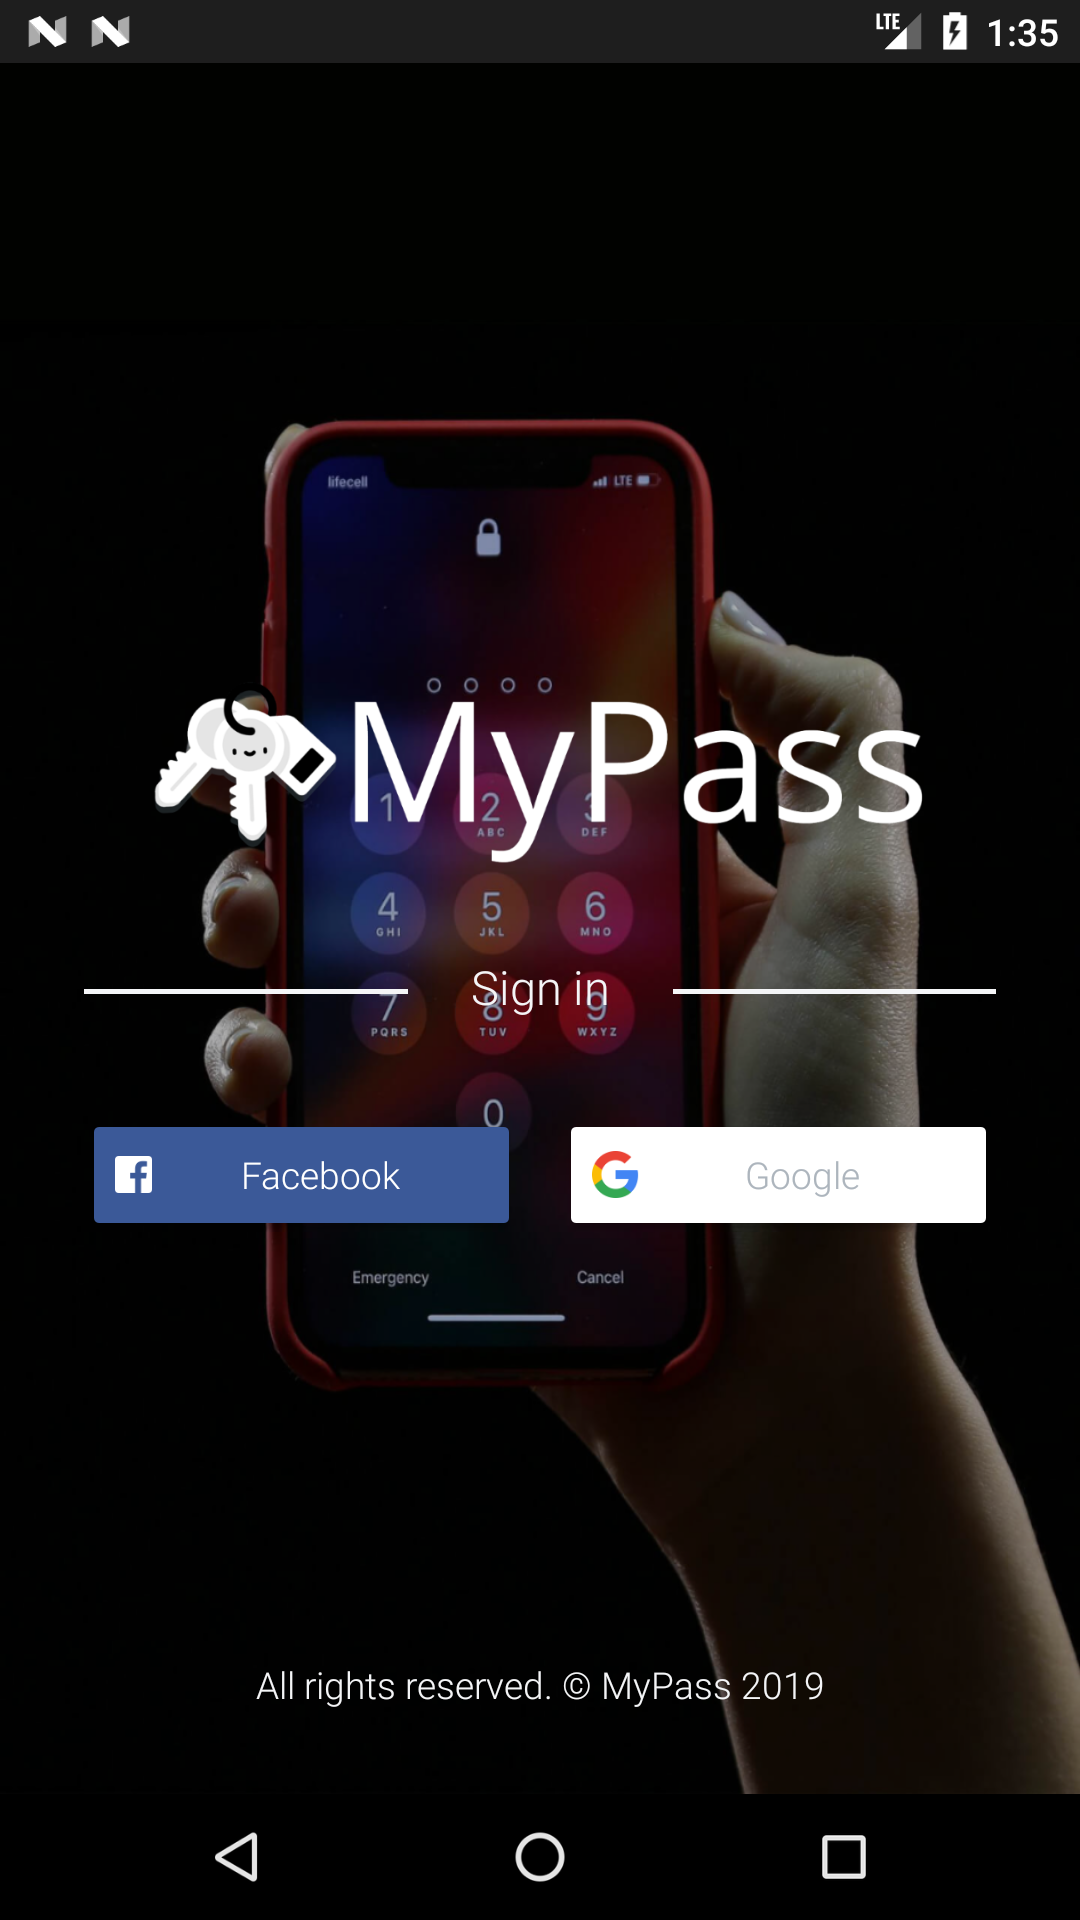 LTE 1:35
lifecell LTE
MyPass
1 2 3
ABC DEF
4 5 6
GHI JKL MNO
Sign in
7 8 9
PQRS TUV WXYZ
0
Facebook Google
Emergency Cancel
All rights reserved. © MyPass 2019